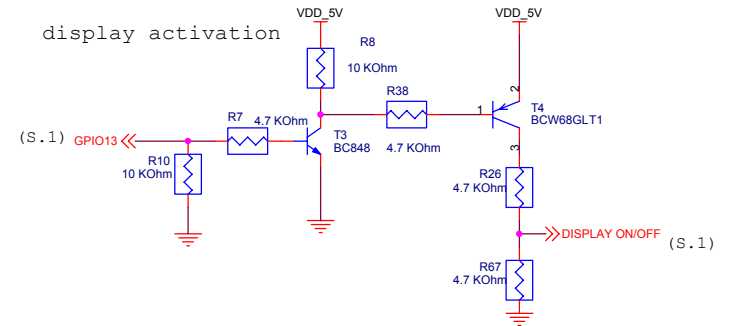 VDD_5V
VDD_5V
display activation
R8
10 KOhm
R38
2
R7
4.7 KOhm
1
T4
BCW68GLT1
T3
BC848
4.7 KOhm
(S.1) GPIO13
R10
10 KOhm
3
R26
4.7 KOhm
DISPLAY ON/OFF (S.1)
R67
4.7 KOhm